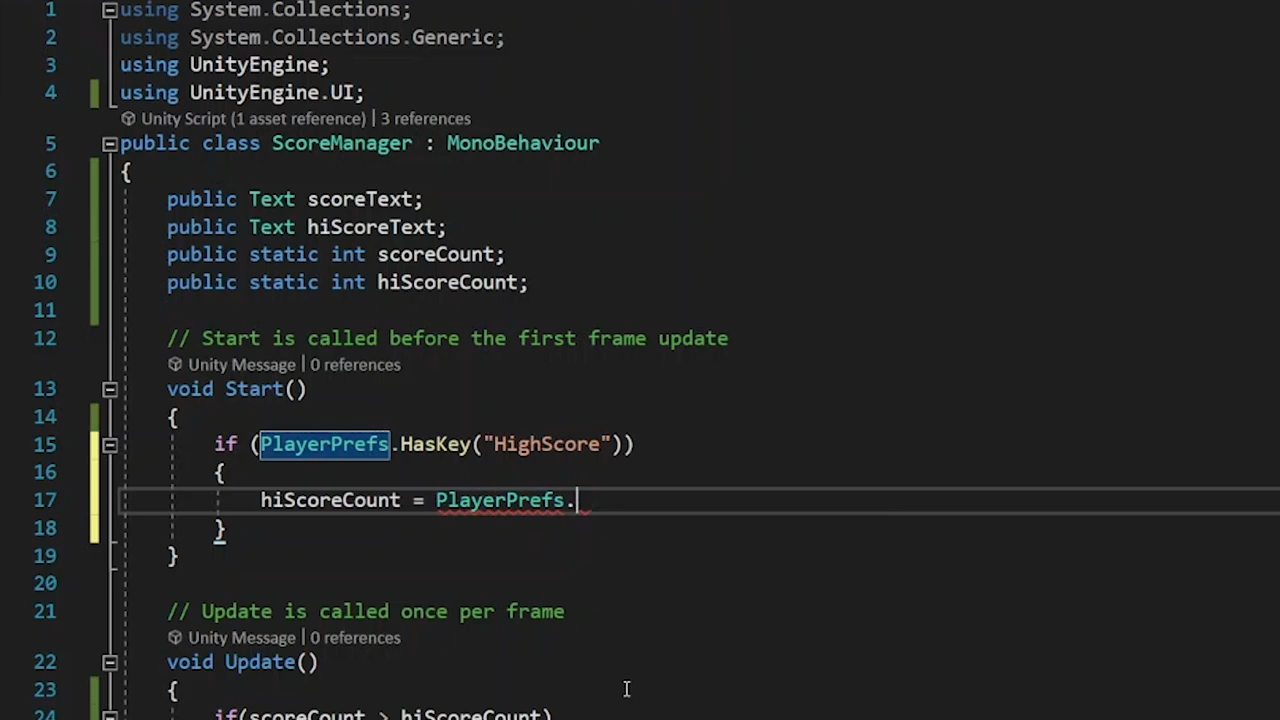 1 using System.Collections;
2 using System.Collections.Generic;
3 using UnityEngine;
4 using UnityEngine.UI;
Unity Script (1 asset reference) | 3 references
5 public class ScoreManager : MonoBehaviour
6 {
7 public Text scoreText;
8 public Text hiScoreText;
9 public static int scoreCount;
10 public static int hiScoreCount;
11
12 // Start is called before the first frame update
Unity Message | 0 references
13 void Start()
14 {
15 if (PlayerPrefs.HasKey("HighScore"))
16 {
17 hiScoreCount = PlayerPrefs.
18 }
19 }
20
21 // Update is called once per frame
Unity Message | 0 references
22 void Update()
23 {
24 if(scoreCount > hiScoreCount)